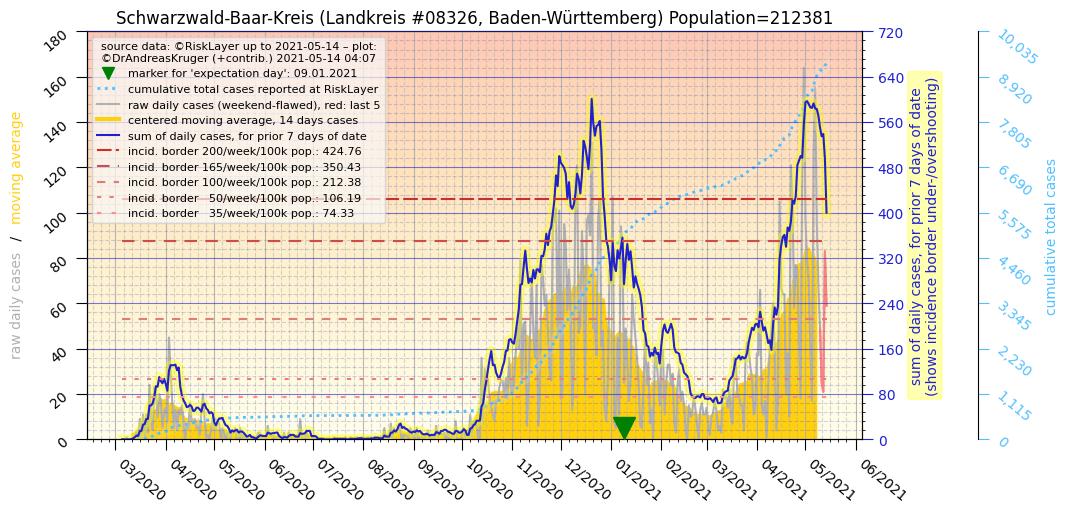 Schwarzwald-Baar-Kreis (Landkreis #08326, Baden-Württemberg) Population=212381
source data: ©RiskLayer up to 2021-05-14 – plot:
©DrAndreasKruger (+contrib.) 2021-05-14 04:07
marker for 'expectation day': 09.01.2021
cumulative total cases reported at RiskLayer
raw daily cases (weekend-flawed), red: last 5
centered moving average, 14 days cases
sum of daily cases, for prior 7 days of date
incid. border 200/week/100k pop.: 424.76
incid. border 165/week/100k pop.: 350.43
incid. border 100/week/100k pop.: 212.38
incid. border   50/week/100k pop.: 106.19
incid. border   35/week/100k pop.: 74.33
raw daily cases  /  moving average
180
160
140
120
100
80
60
40
20
0
03/2020
04/2020
05/2020
06/2020
07/2020
08/2020
09/2020
10/2020
11/2020
12/2020
01/2021
02/2021
03/2021
04/2021
05/2021
06/2021
720
640
560
480
400
320
240
160
80
0
sum of daily cases, for prior 7 days of date
(shows incidence border under-/overshooting)
10,035
8,920
7,805
6,690
5,575
4,460
3,345
2,230
1,115
0
cumulative total cases